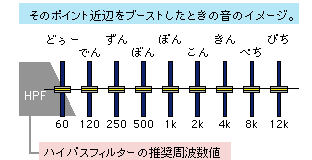 そのポイント近辺をブーストしたときの音のイメージ。
どぅー ずん ぽん きん ぴち
でん ぼん こん ぺち
HPF
60 120 250 500 1k 2k 4k 8k 12k
ハイパスフィルターの推奨周波数値